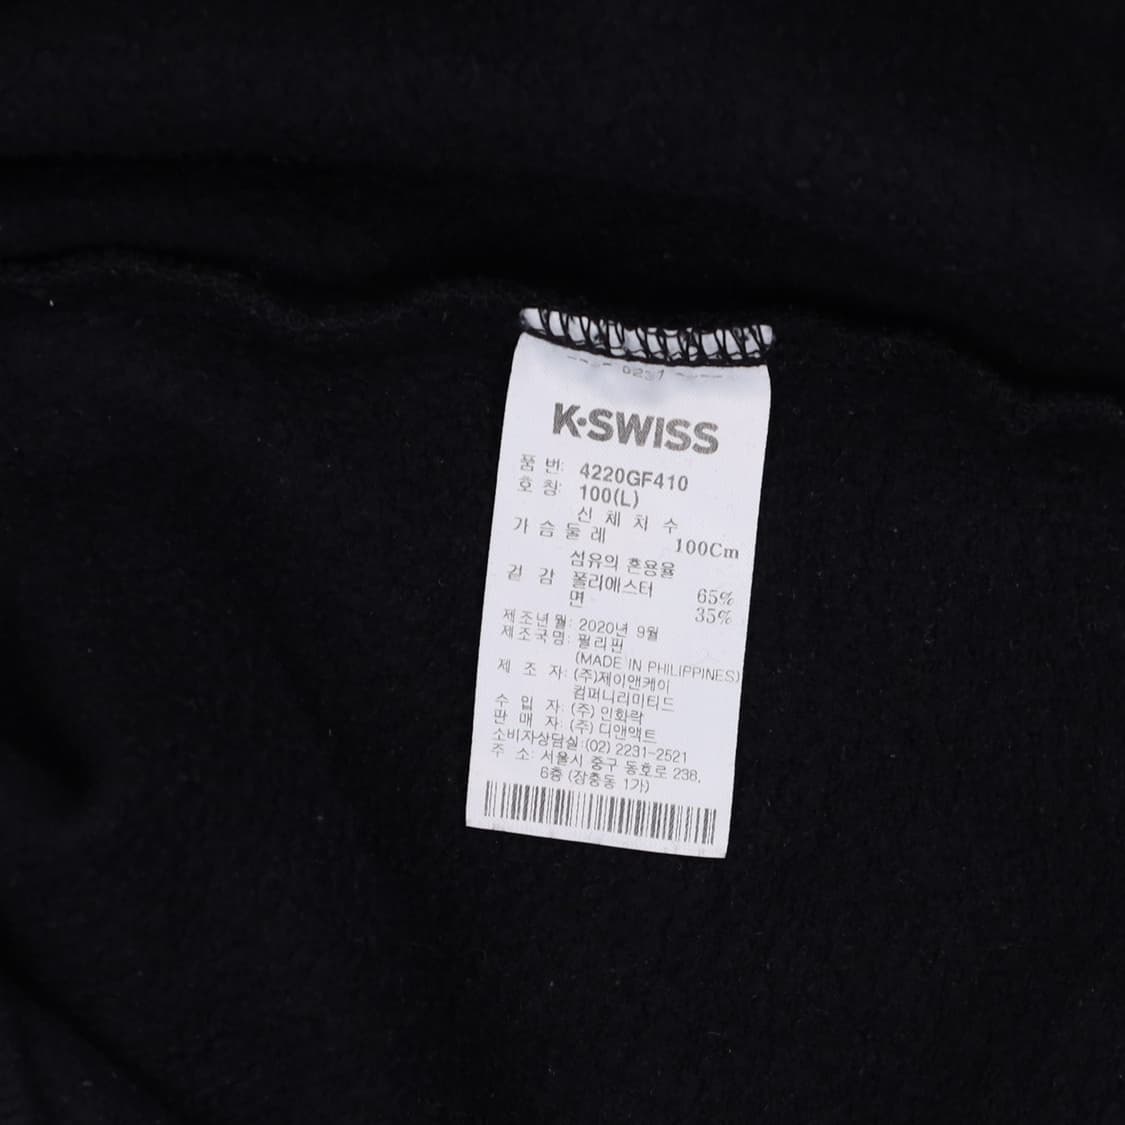 K·SWISS
품 번: 4220GF410
호 칭: 100(L)
신 체 치 수
가 슴 둘 레 100Cm
섬유의 혼용율
겉 감 폴리에스터 65%
면 35%
제조년월: 2020년 9월
제조국명: 필리핀
(MADE IN PHILIPPINES)
제 조 자: (주)제이앤케이
컴퍼니리미티드
수 입 자: (주) 인화락
판 매 자: (주) 디앤액트
소비자상담실:(02) 2231-2521
주 소: 서울시 중구 동호로 238,
6층 (장충동 1가)